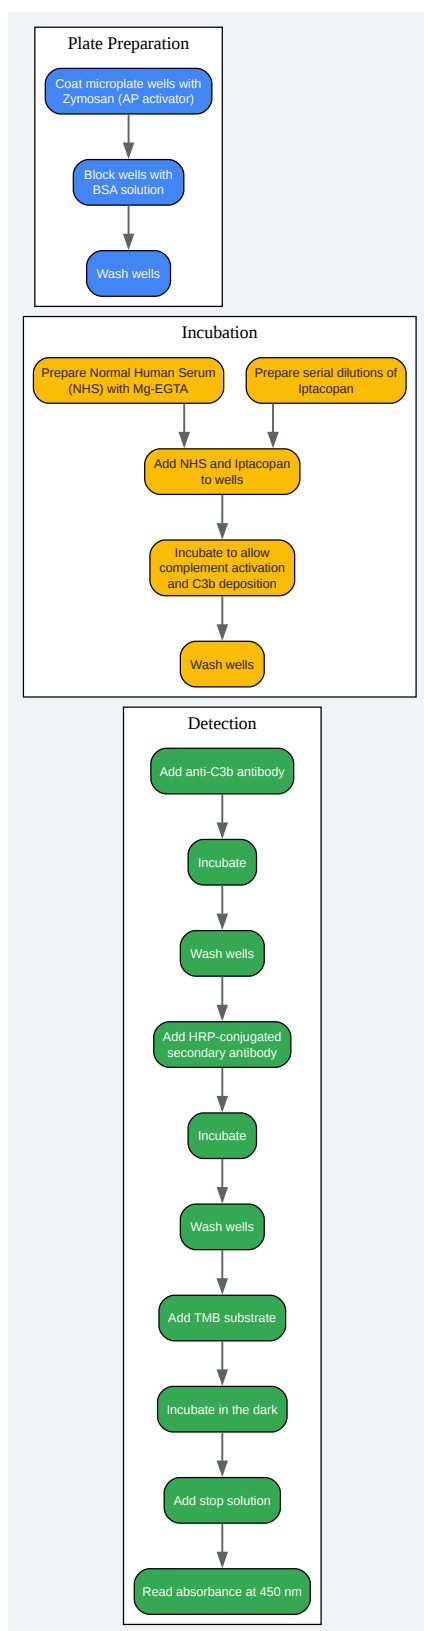 Plate Preparation
Coat microplate wells with
Zymosan (AP activator)
Block wells with
BSA solution
Wash wells
Incubation
Prepare Normal Human Serum
(NHS) with Mg-EGTA
Prepare serial dilutions of
Iptacopan
Add NHS and Iptacopan
to wells
Incubate to allow
complement activation
and C3b deposition
Wash wells
Detection
Add anti-C3b antibody
Incubate
Wash wells
Add HRP-conjugated
secondary antibody
Incubate
Wash wells
Add TMB substrate
Incubate in the dark
Add stop solution
Read absorbance at 450 nm